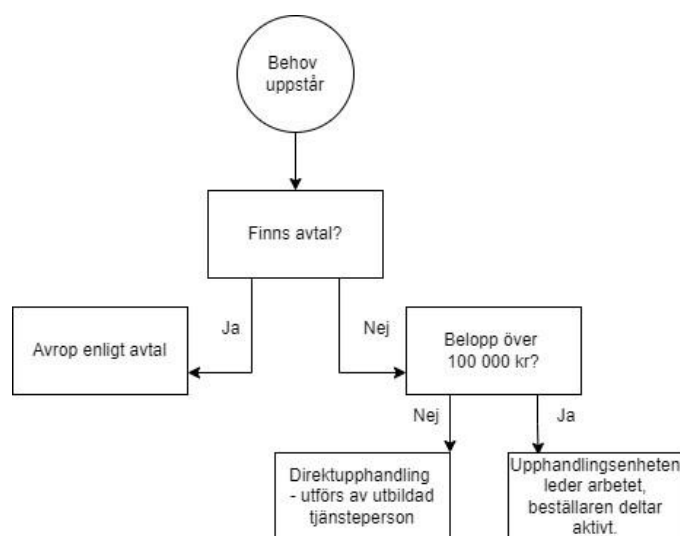 Behov
uppstår
Finns avtal?
Ja
Nej
Avrop enligt avtal
Belopp över
100 000 kr?
Nej
Ja
Direktupphandling
- utförs av utbildad
tjänsteperson
Upphandlingsenheten
leder arbetet,
beställaren deltar
aktivt.